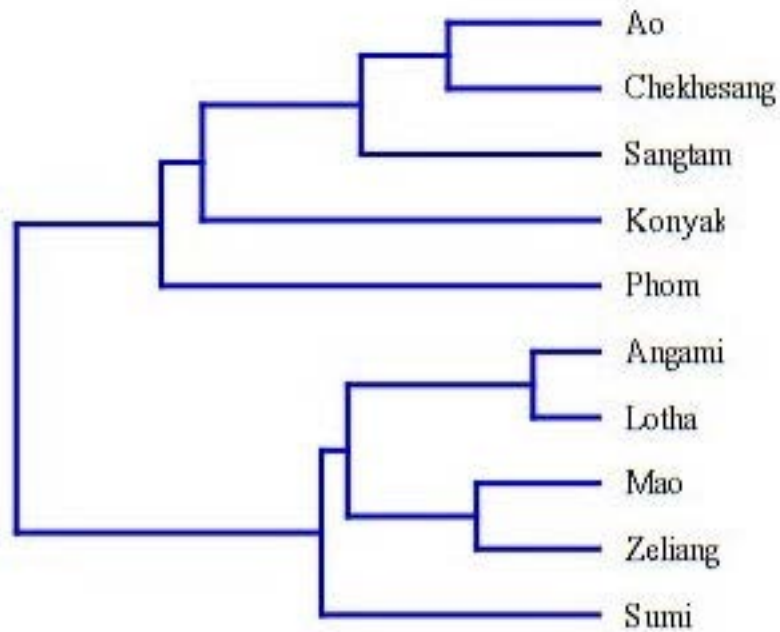 Ao
Chekhesang
Sangtam
Konyak
Phom
Angami
Lotha
Mao
Zeliang
Sumi